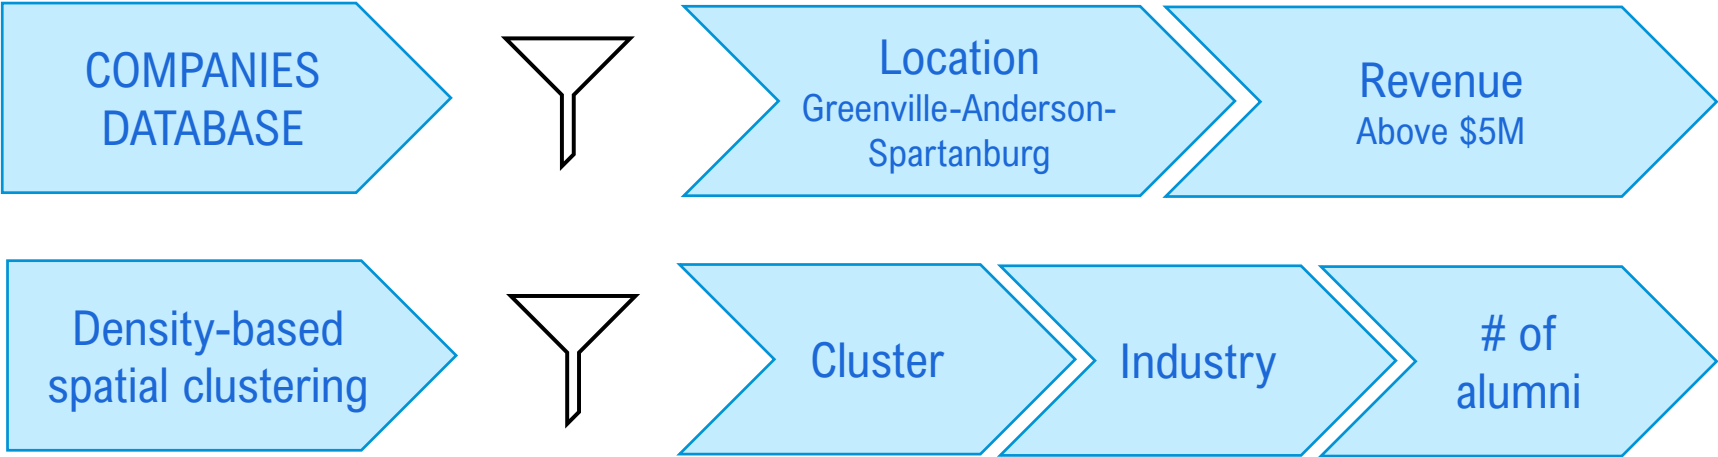 COMPANIES
DATABASE
Location
Greenville-Anderson-
Spartanburg
Revenue
Above $5M
Density-based
spatial clustering
Cluster
Industry
# of
alumni